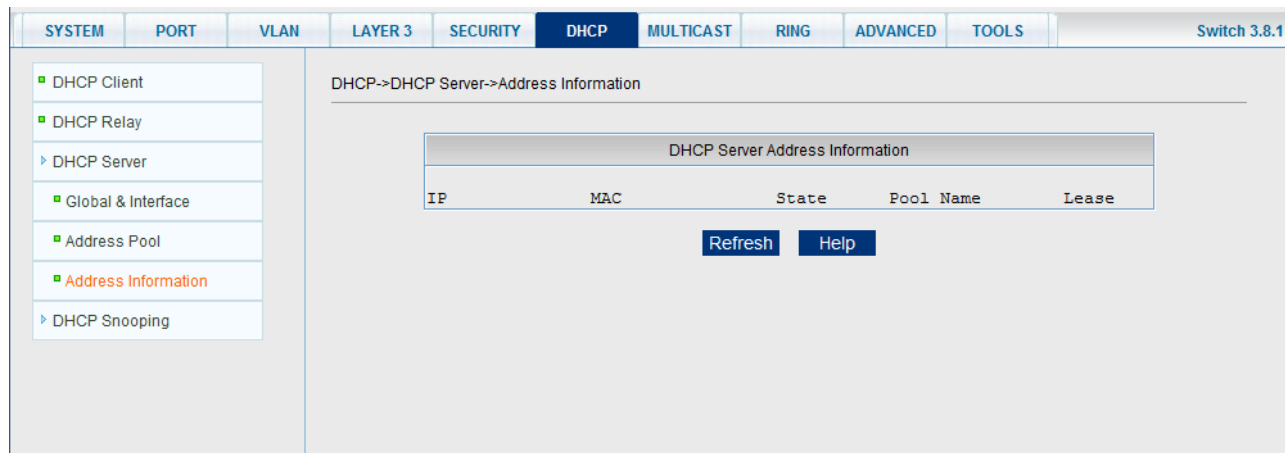 SYSTEM PORT VLAN LAYER 3 SECURITY DHCP MULTICAST RING ADVANCED TOOLS Switch 3.8.1
DHCP Client
DHCP Relay
DHCP Server
Global & Interface
Address Pool
Address Information
DHCP Snooping
DHCP->DHCP Server->Address Information
DHCP Server Address Information
IP MAC State Pool Name Lease
Refresh Help